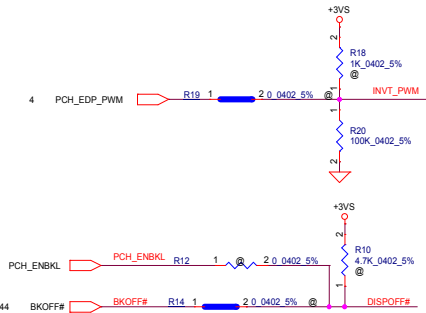 +3VS
2
R18
1K_0402_5%
@
1
4 PCH_EDP_PWM R19 1 2 0_0402_5% @ INVT_PWM
1
R20
100K_0402_5%
2
+3VS
2
R10
4.7K_0402_5%
@
1
PCH_ENBKL PCH_ENBKL R12 1 @ 2 0_0402_5%
44 BKOFF# BKOFF# R14 1 2 0_0402_5% @ DISPOFF#